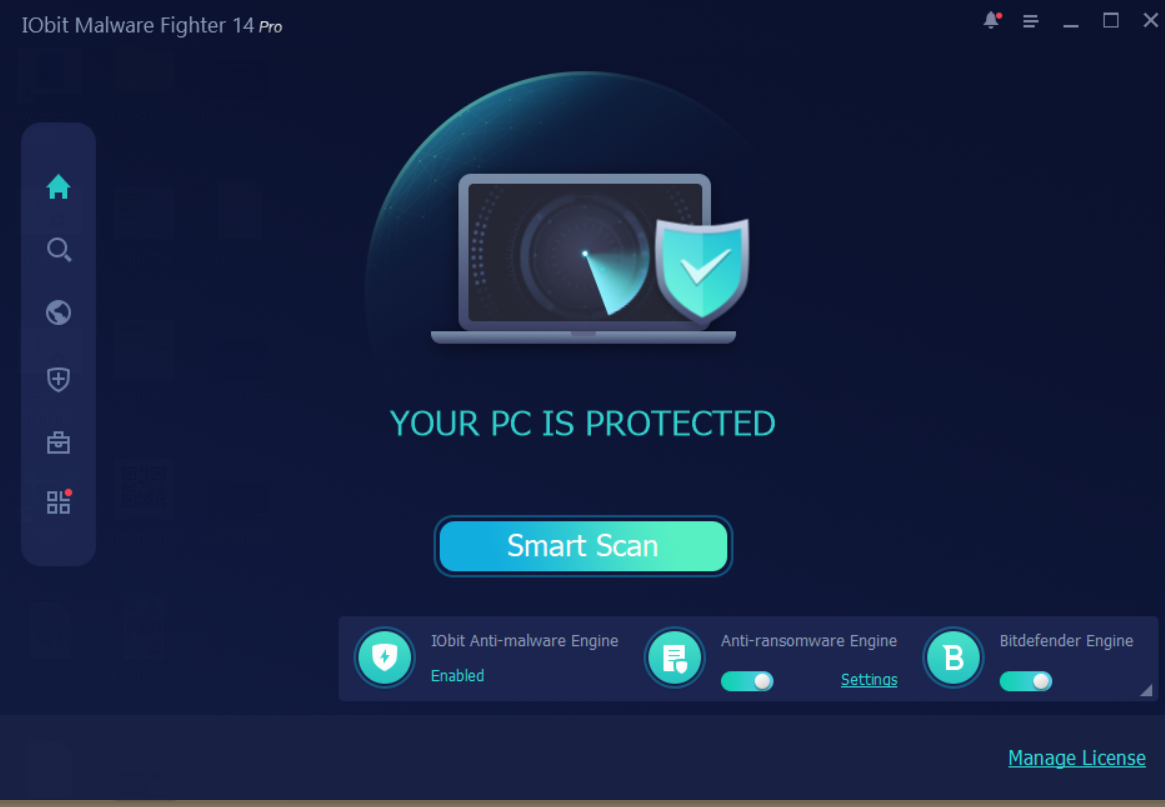 IObit Malware Fighter 14 Pro
YOUR PC IS PROTECTED
Smart Scan
IObit Anti-malware Engine
Enabled
Anti-ransomware Engine
Settings
Bitdefender Engine
Manage License